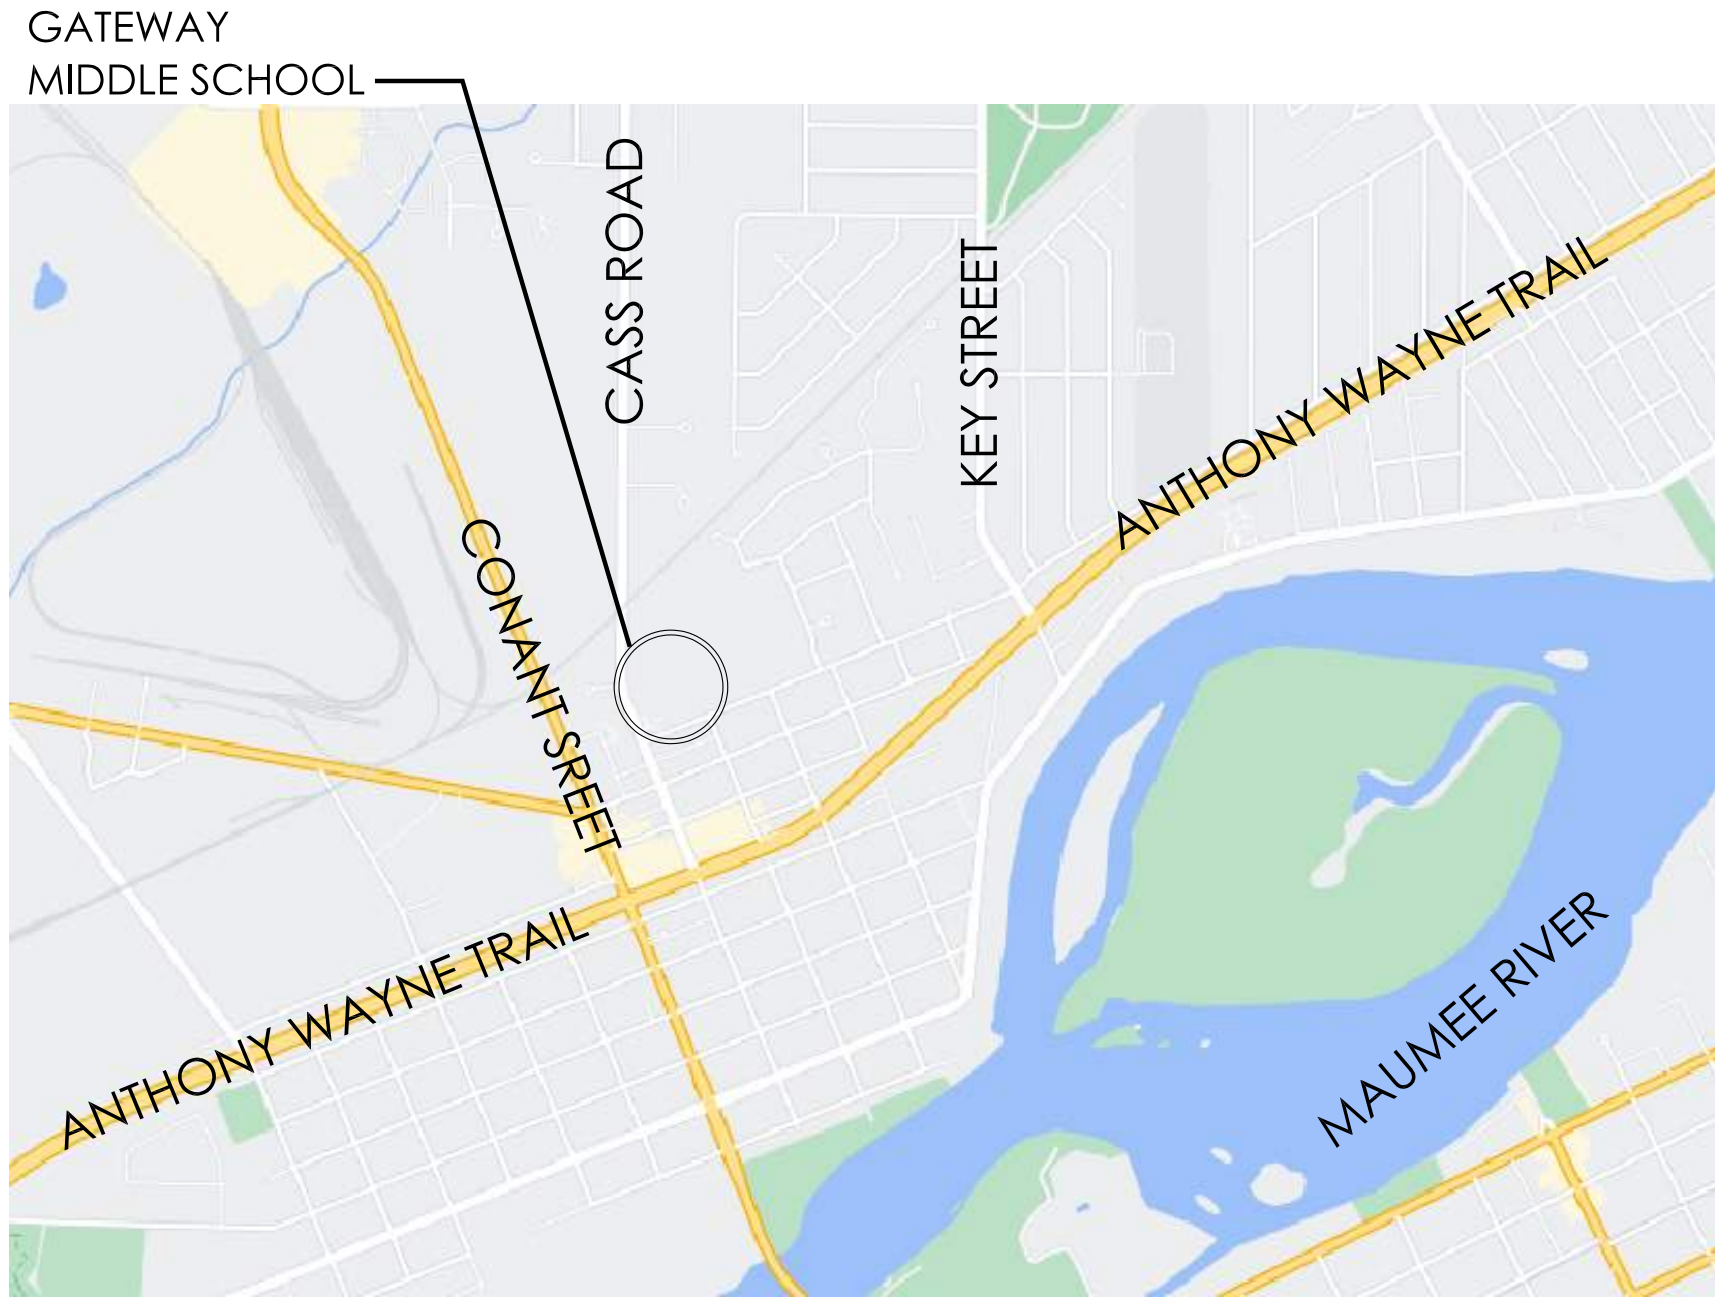 GATEWAY
MIDDLE SCHOOL
CASS ROAD
KEY STREET
ANTHONY WAYNE TRAIL
CONANT SREET
ANTHONY WAYNE TRAIL
MAUMEE RIVER